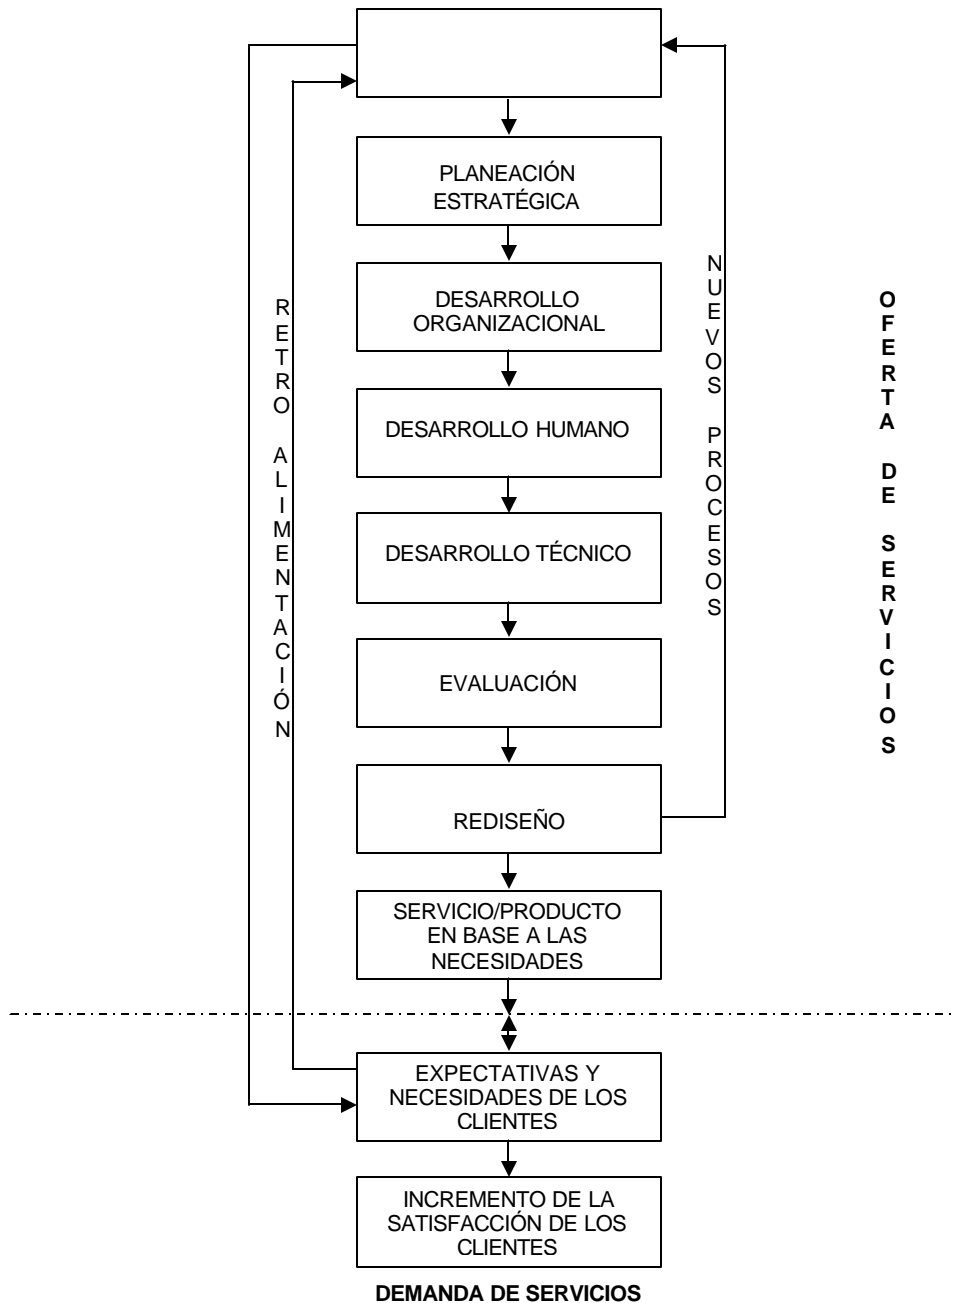 PLANEACIÓN
ESTRATÉGICA
DESARROLLO
ORGANIZACIONAL
DESARROLLO HUMANO
DESARROLLO TÉCNICO
EVALUACIÓN
REDISEÑO
SERVICIO/PRODUCTO
EN BASE A LAS
NECESIDADES
EXPECTATIVAS Y
NECESIDADES DE LOS
CLIENTES
INCREMENTO DE LA
SATISFACCIÓN DE LOS
CLIENTES
DEMANDA DE SERVICIOS
RETRO ALIMENTACIÓN
NUEVOS PROCESOS
OFERTA DE SERVICIOS